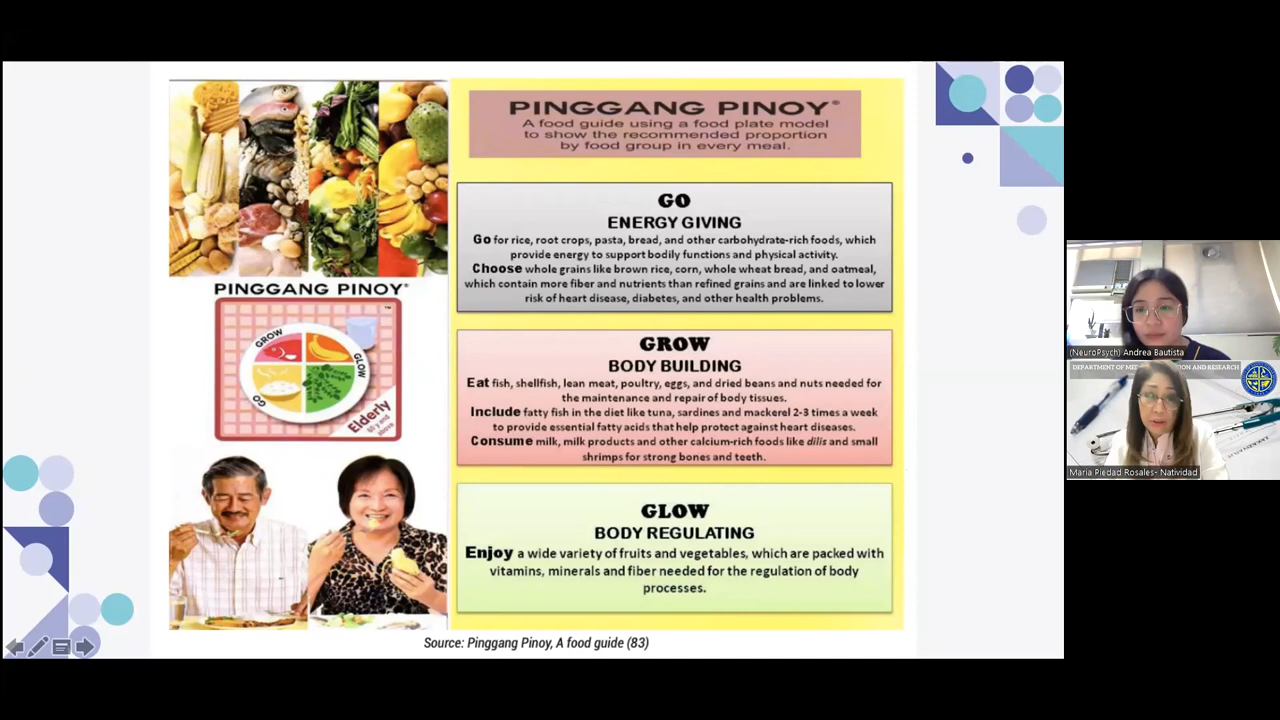 PINGGANG PINOY®
A food guide using a food plate model
to show the recommended proportion
by food group in every meal.
GO
ENERGY GIVING
Go for rice, root crops, pasta, bread, and other carbohydrate-rich foods, which
provide energy to support bodily functions and physical activity.
Choose whole grains like brown rice, corn, whole wheat bread, and oatmeal,
which contain more fiber and nutrients than refined grains and are linked to lower
risk of heart disease, diabetes, and other health problems.
PINGGANG PINOY®
GROW
GLOW
GO
Elderly
GROW
BODY BUILDING
Eat fish, shellfish, lean meat, poultry, eggs, and dried beans and nuts needed for
the maintenance and repair of body tissues.
Include fatty fish in the diet like tuna, sardines and mackerel 2-3 times a week
to provide essential fatty acids that help protect against heart diseases.
Consume milk, milk products and other calcium-rich foods like dilis and small
shrimps for strong bones and teeth.
GLOW
BODY REGULATING
Enjoy a wide variety of fruits and vegetables, which are packed with
vitamins, minerals and fiber needed for the regulation of body
processes.
Source: Pinggang Pinoy, A food guide (83)
(NeuroPsych) Andrea Bautista
DEPARTMENT OF ION AND RESEARCH
Maria Piedad Rosales- Natividad